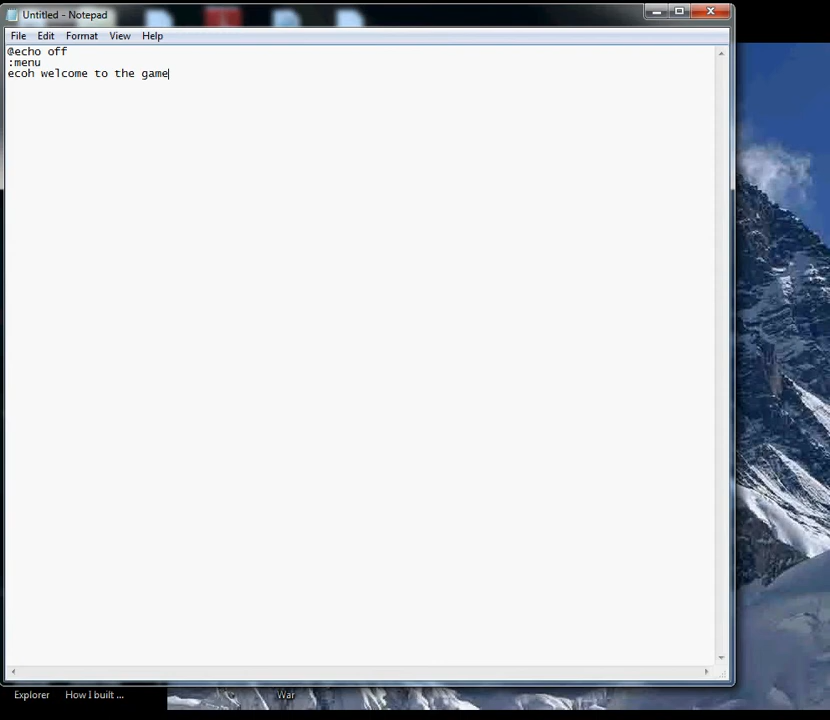 Untitled - Notepad
File Edit Format View Help
@echo off
:menu
ecoh welcome to the game
Explorer How I built ... War